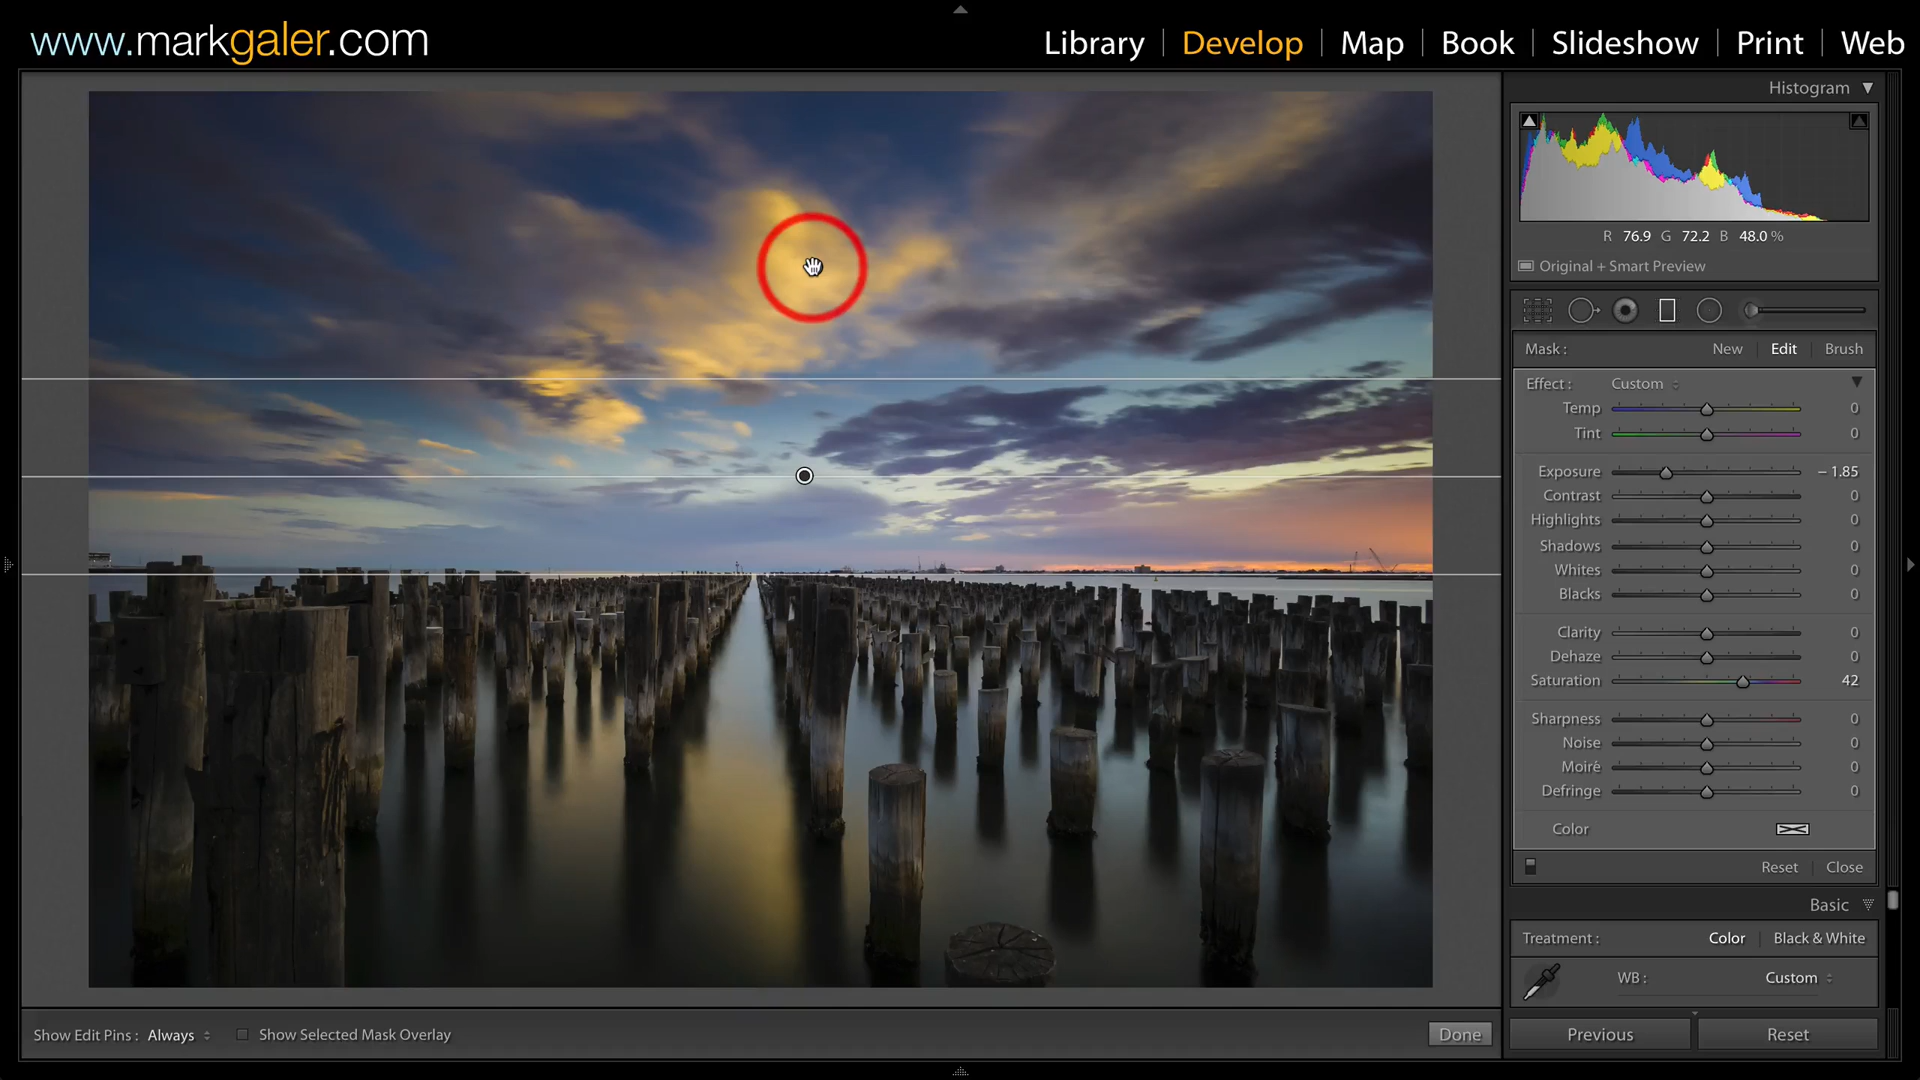 www.markgaler.com
Library | Develop | Map | Book | Slideshow | Print | Web
Histogram
R 76.9 G 72.2 B 48.0 %
Original + Smart Preview
Mask : New | Edit | Brush
Effect : Custom
Temp 0
Tint 0
Exposure – 1.85
Contrast 0
Highlights 0
Shadows 0
Whites 0
Blacks 0
Clarity 0
Dehaze 0
Saturation 42
Sharpness 0
Noise 0
Moiré 0
Defringe 0
Color
Reset | Close
Basic
Treatment : Color | Black & White
WB : Custom
Show Edit Pins : Always Show Selected Mask Overlay Done
Previous Reset